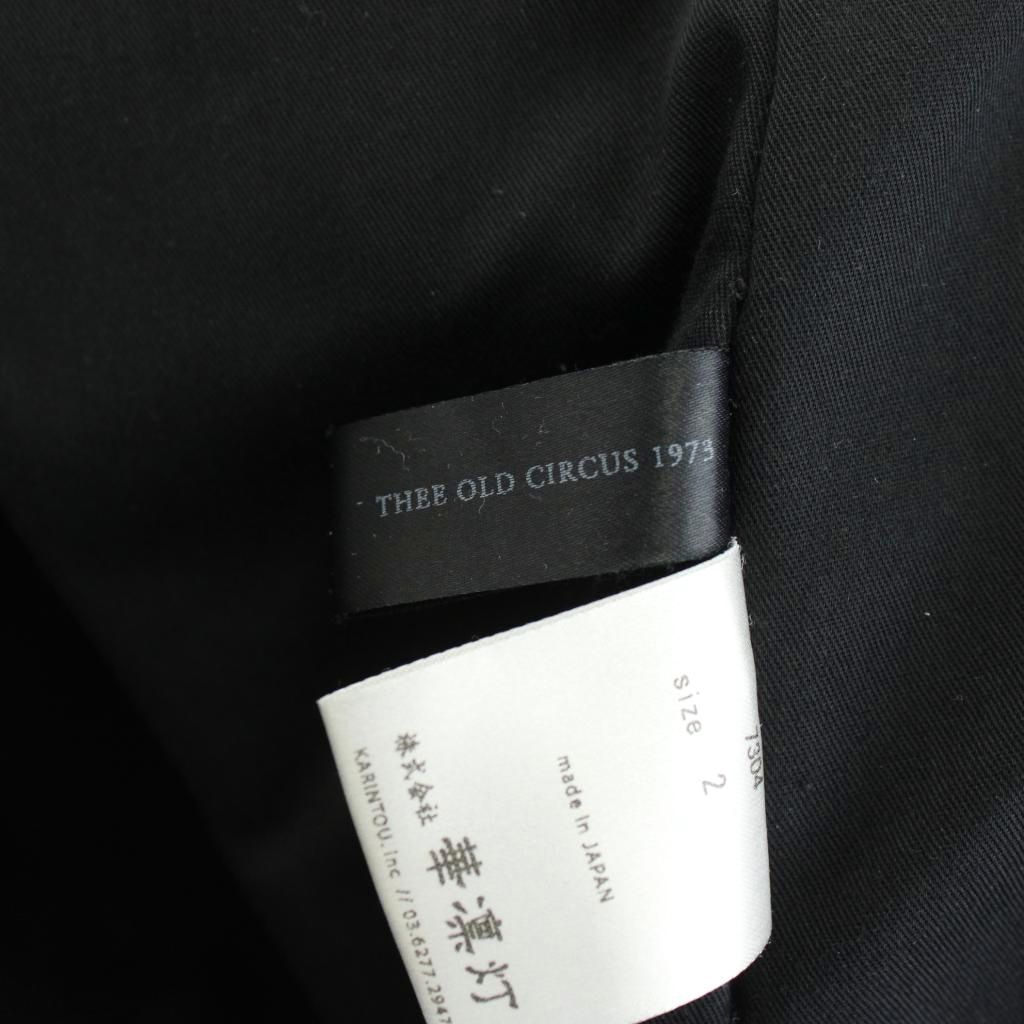 THEE OLD CIRCUS 1973
7304
size 2
made in JAPAN
株式会社 華凛灯
KARINTOU.Inc // 03.6277.2947